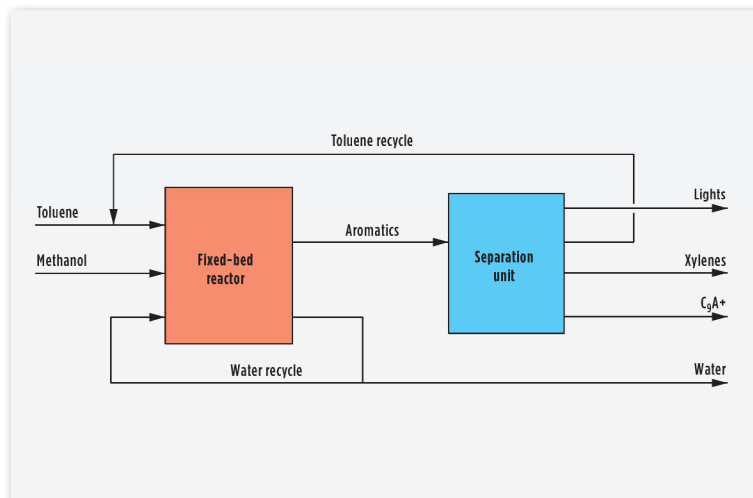 Toluene recycle
Lights
Toluene
Aromatics
Methanol
Fixed-bed
reactor
Separation
unit
Xylenes
C₉A+
Water recycle
Water